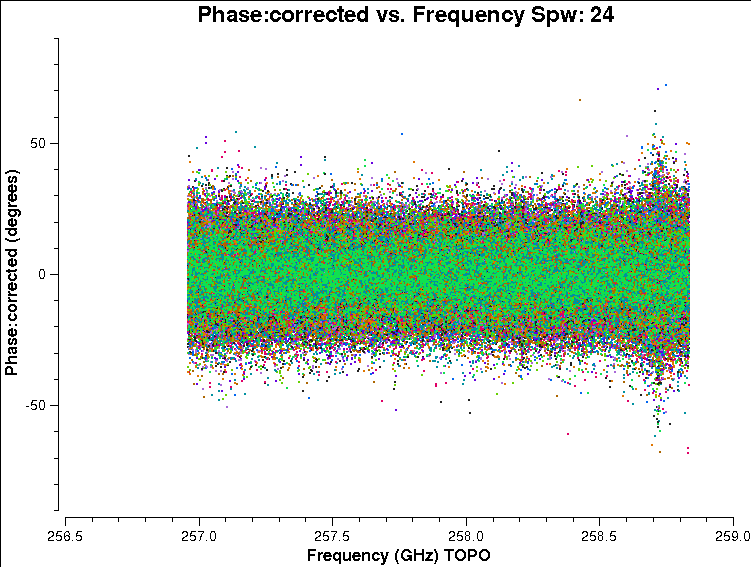 Phase:corrected vs. Frequency Spw: 24
Phase:corrected (degrees)
50
0
-50
256.5 257.0 257.5 258.0 258.5 259.0
Frequency (GHz) TOPO